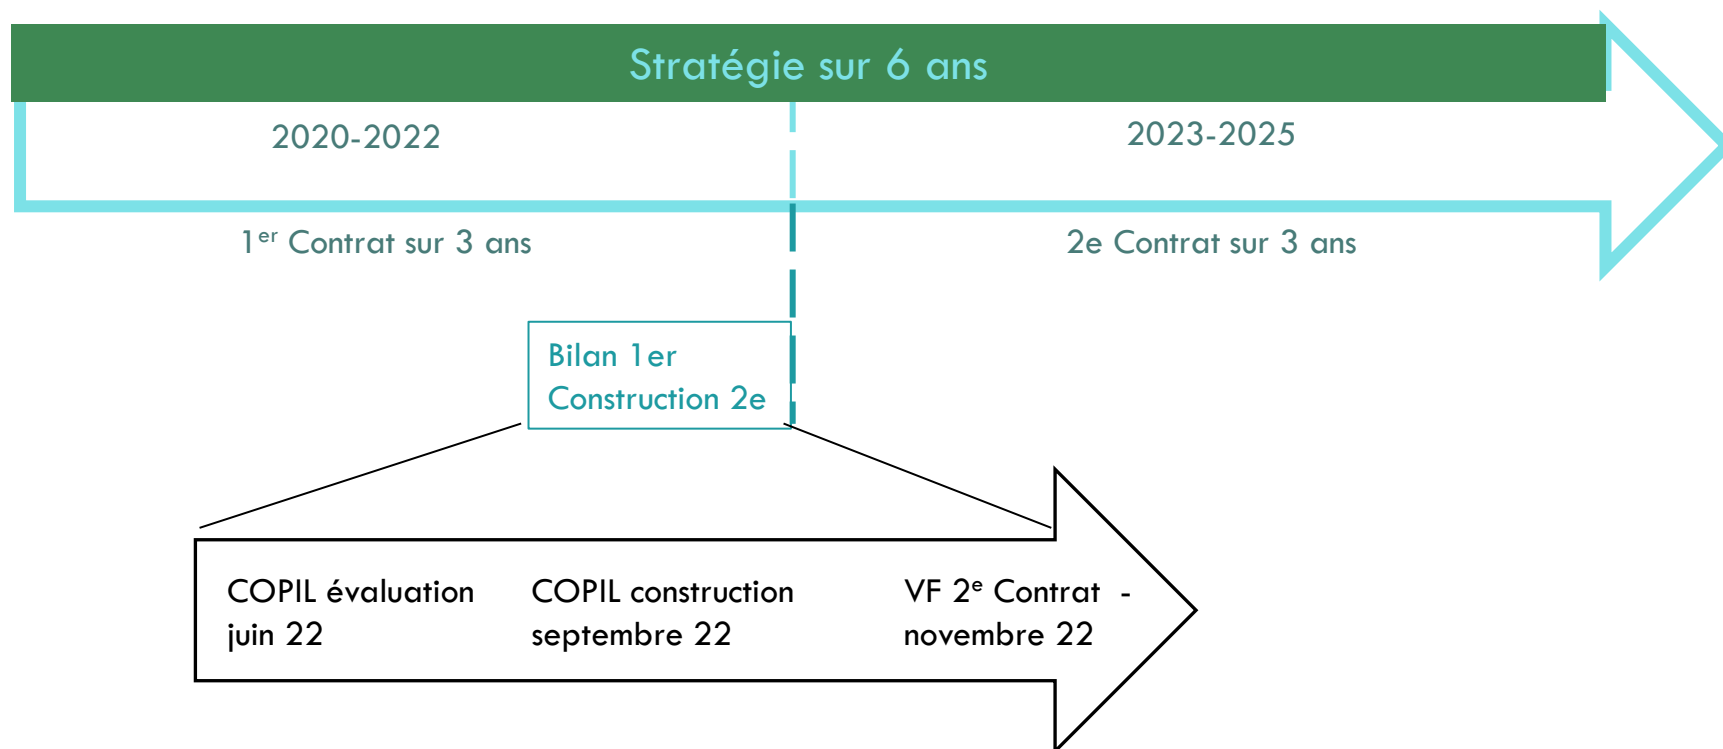 Stratégie sur 6 ans
2020-2022
2023-2025
1er Contrat sur 3 ans
2e Contrat sur 3 ans
Bilan 1er
Construction 2e
COPIL évaluation
juin 22
COPIL construction
septembre 22
VF 2e Contrat -
novembre 22